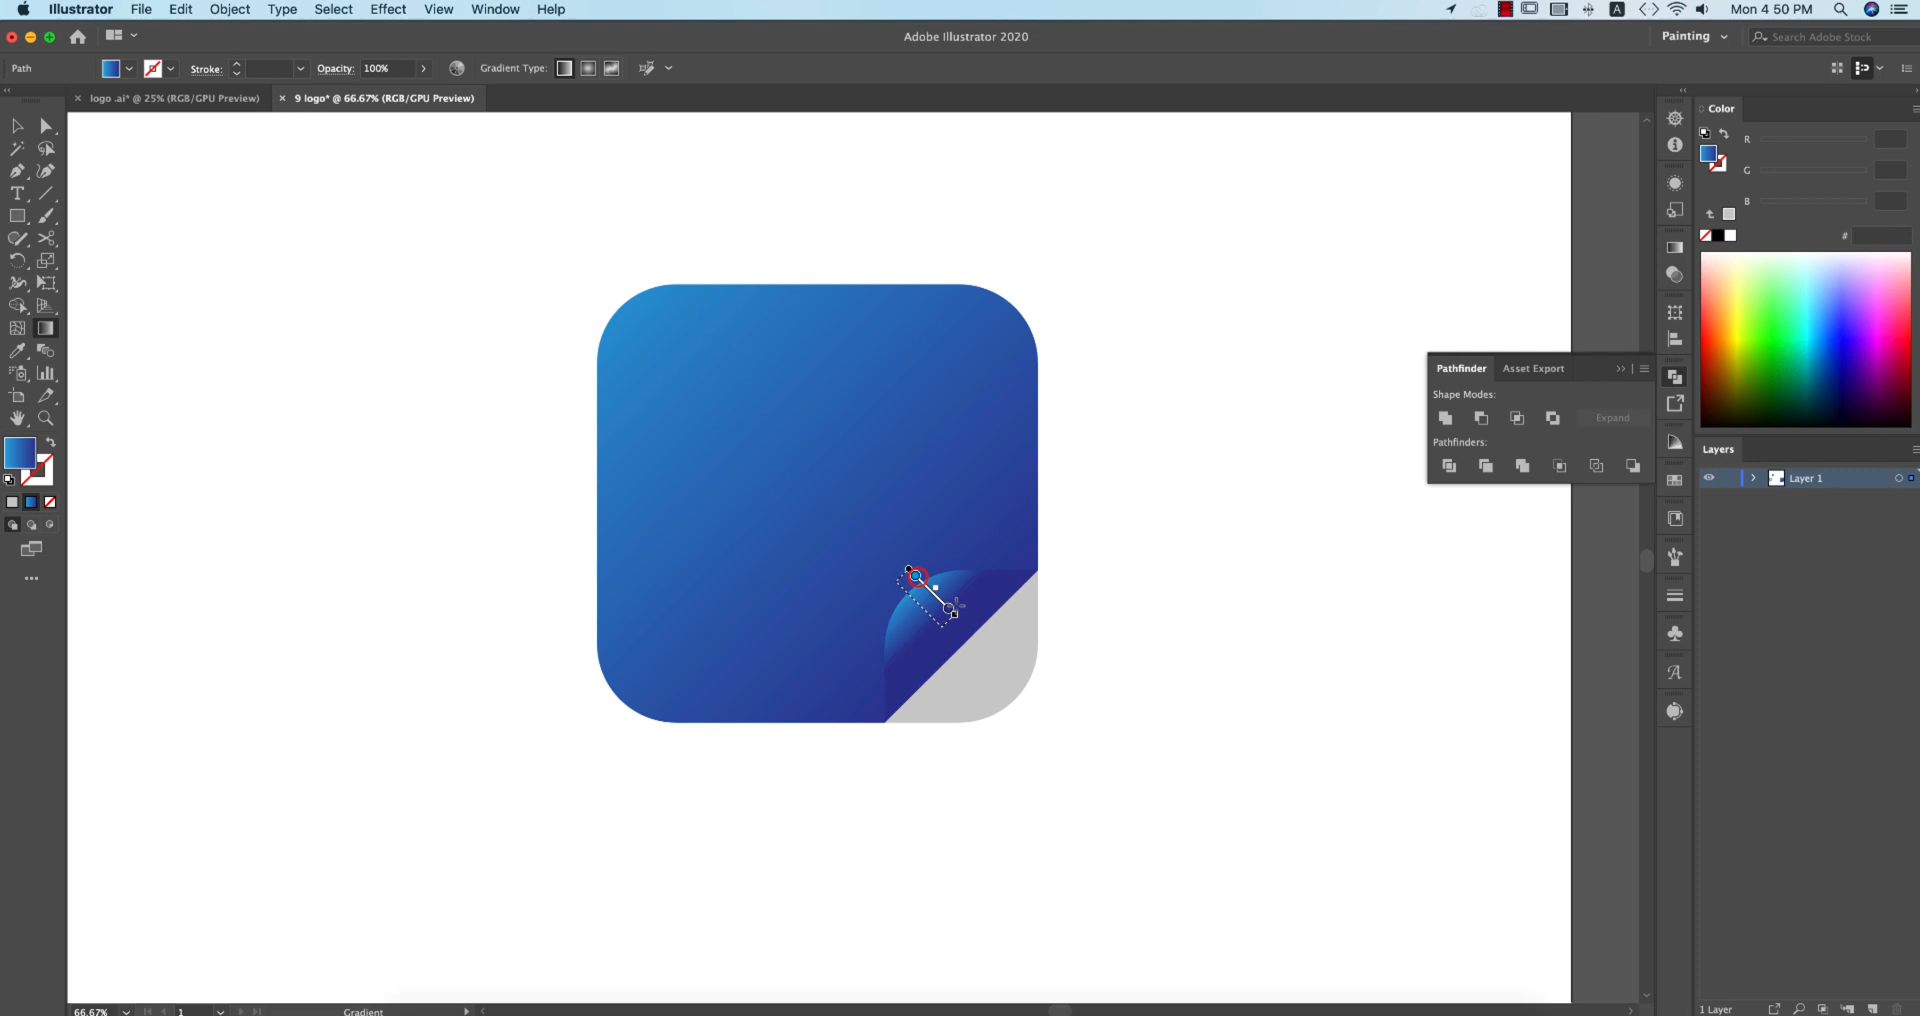 Illustrator File Edit Object Type Select Effect View Window Help A Mon 4 50 PM
Adobe Illustrator 2020 Painting Search Adobe Stock
Path Stroke: Opacity: 100% Gradient Type:
× logo .ai* @ 25% (RGB/GPU Preview) × 9 logo* @ 66.67% (RGB/GPU Preview)
Color
R
G
B
#
Pathfinder Asset Export
Shape Modes:
Expand
Pathfinders:
Layers
Layer 1
66.67% 1 Gradient
1 Layer